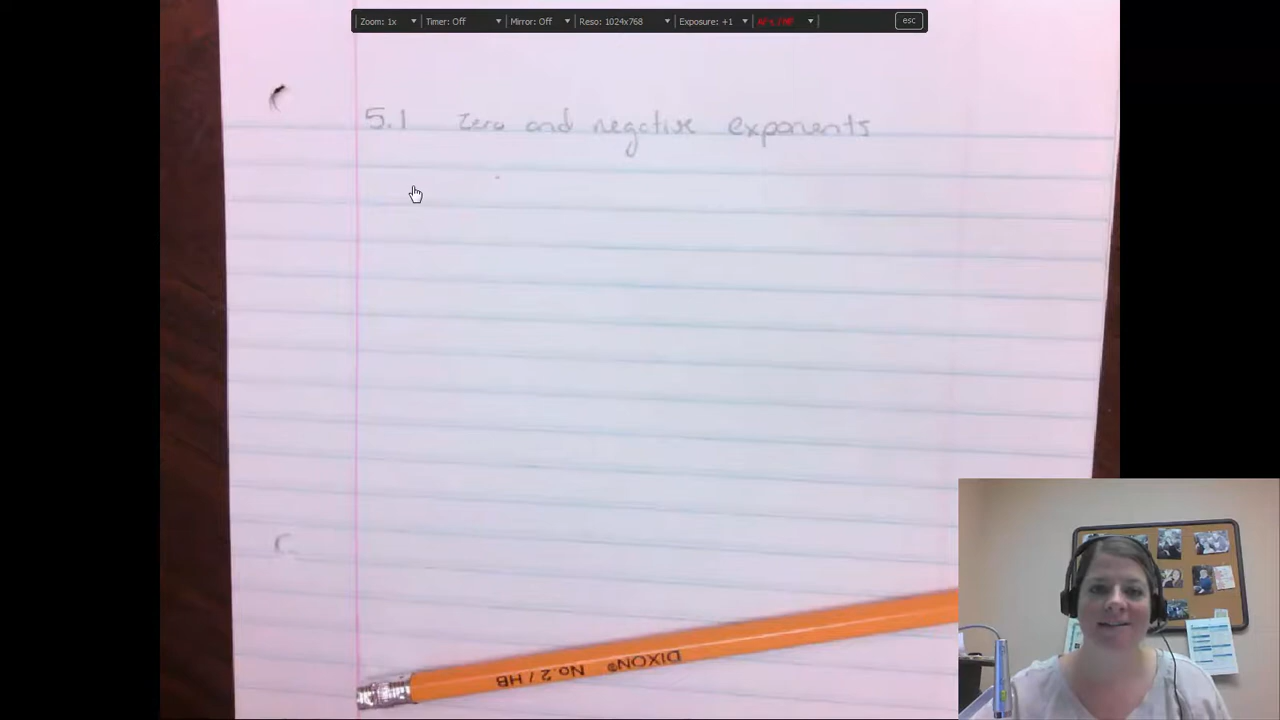 Zoom: 1x Timer: Off Mirror: Off Reso: 1024x768 Exposure: +1 esc
5.1 Zero and negative exponents
DIXON® No. 2 / HB